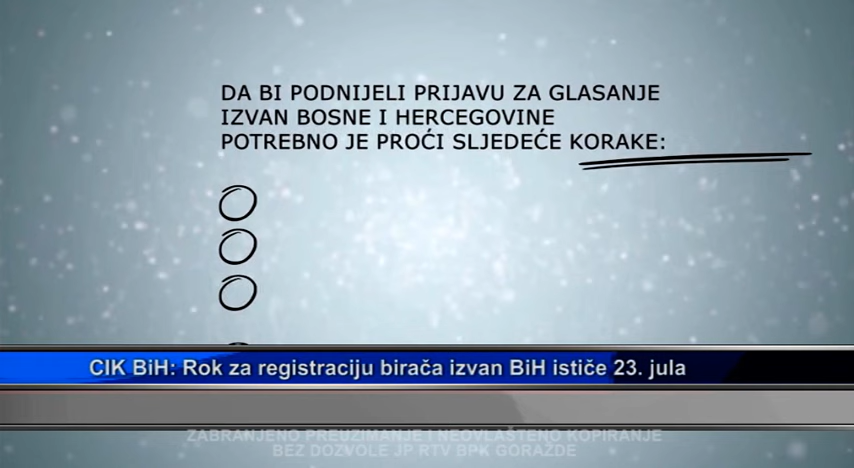 DA BI PODNIJELI PRIJAVU ZA GLASANJE
IZVAN BOSNE I HERCEGOVINE
POTREBNO JE PROĆI SLJEDEĆE KORAKE:
CIK BiH: Rok za registraciju birača izvan BiH ističe 23. jula
ZABRANJENO PREUZIMANJE I NEOVLAŠTENO KOPIRANJE
BEZ DOZVOLE JP RTV BPK GORAŽDE